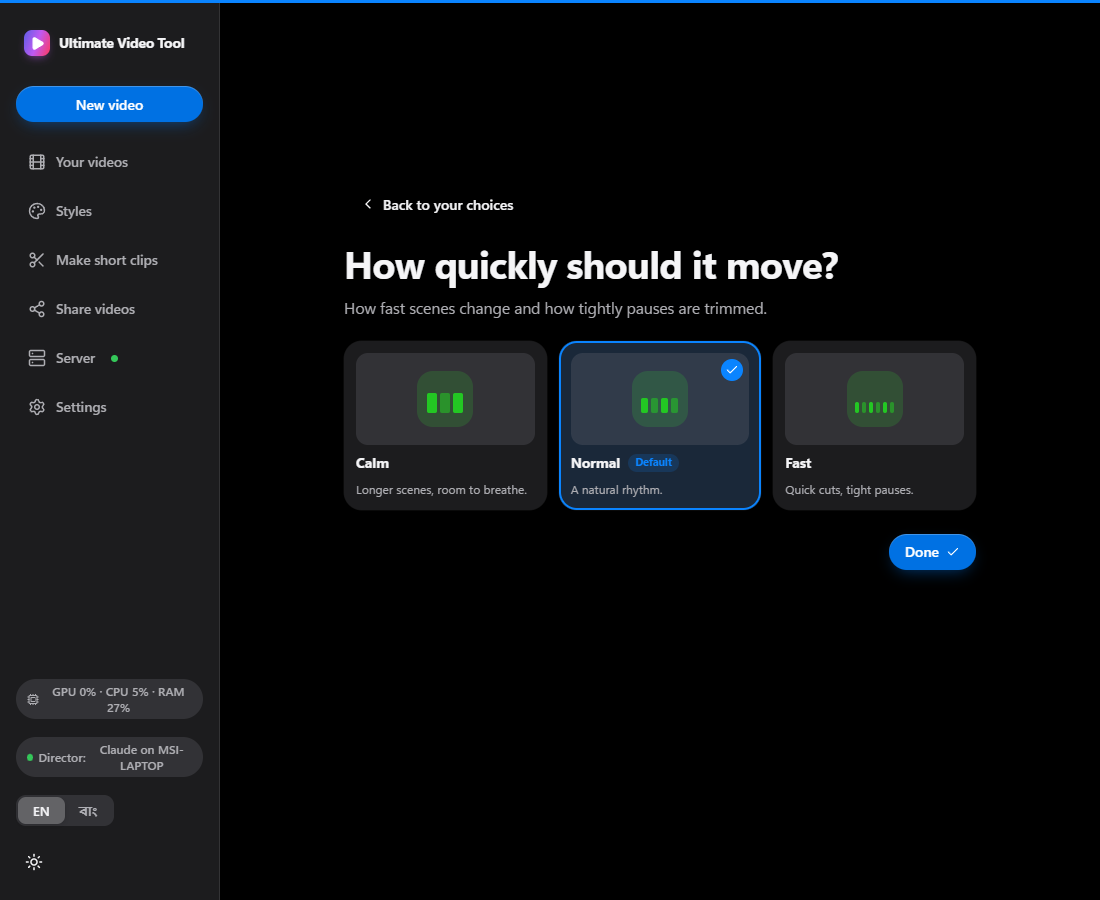 Ultimate Video Tool
New video
Your videos
Styles
Make short clips
Share videos
Server
Settings
GPU 0% · CPU 5% · RAM
27%
Director: Claude on MSI-
LAPTOP
EN বাং
Back to your choices
How quickly should it move?
How fast scenes change and how tightly pauses are trimmed.
Calm
Longer scenes, room to breathe.
Normal Default
A natural rhythm.
Fast
Quick cuts, tight pauses.
Done